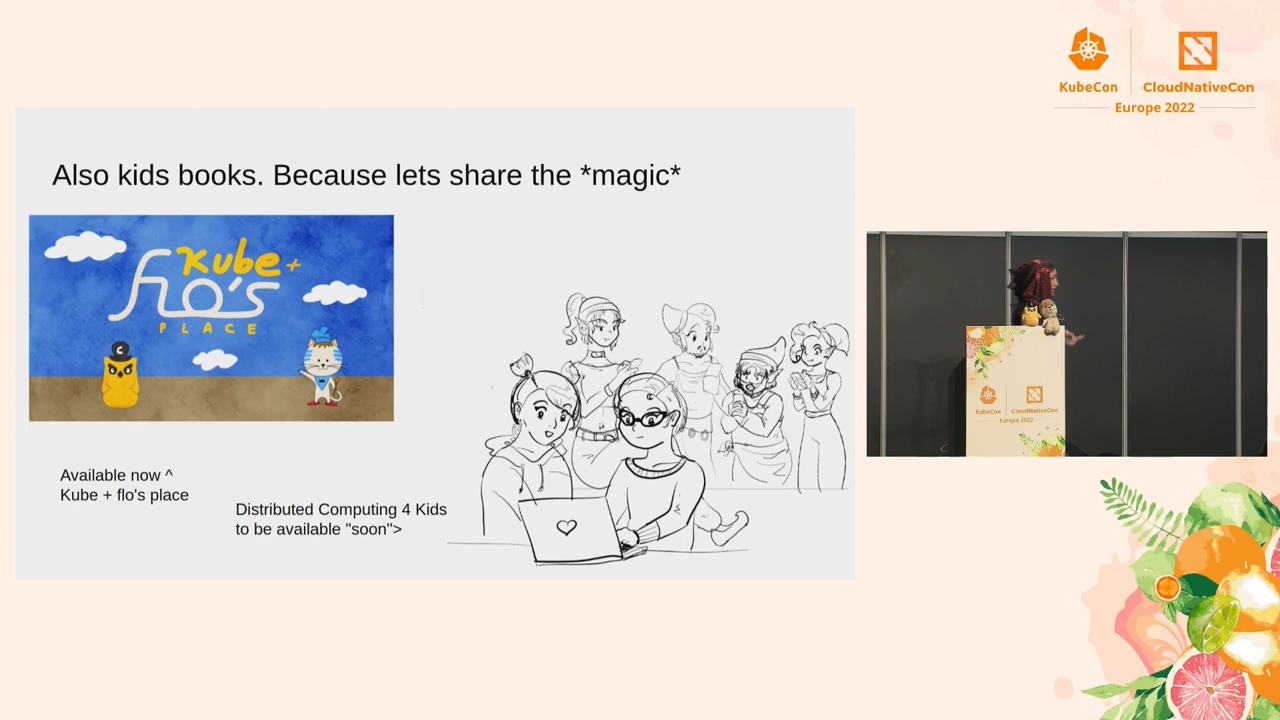 KubeCon
CloudNativeCon
Europe 2022
Also kids books. Because lets share the *magic*
Kube +
flo's
PLACE
C
Available now ^
Kube + flo's place
Distributed Computing 4 Kids
to be available "soon">
KubeCon
CloudNativeCon
Europe 2022